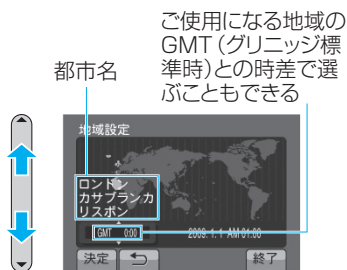 ご使用になる地域の
GMT（グリニッジ標
準時）との時差で選
ぶこともできる
都市名
地域設定
ロンドン
カサブランカ
リスボン
GMT 0:00
2009. 1. 1 AM 01:00
決定
終了